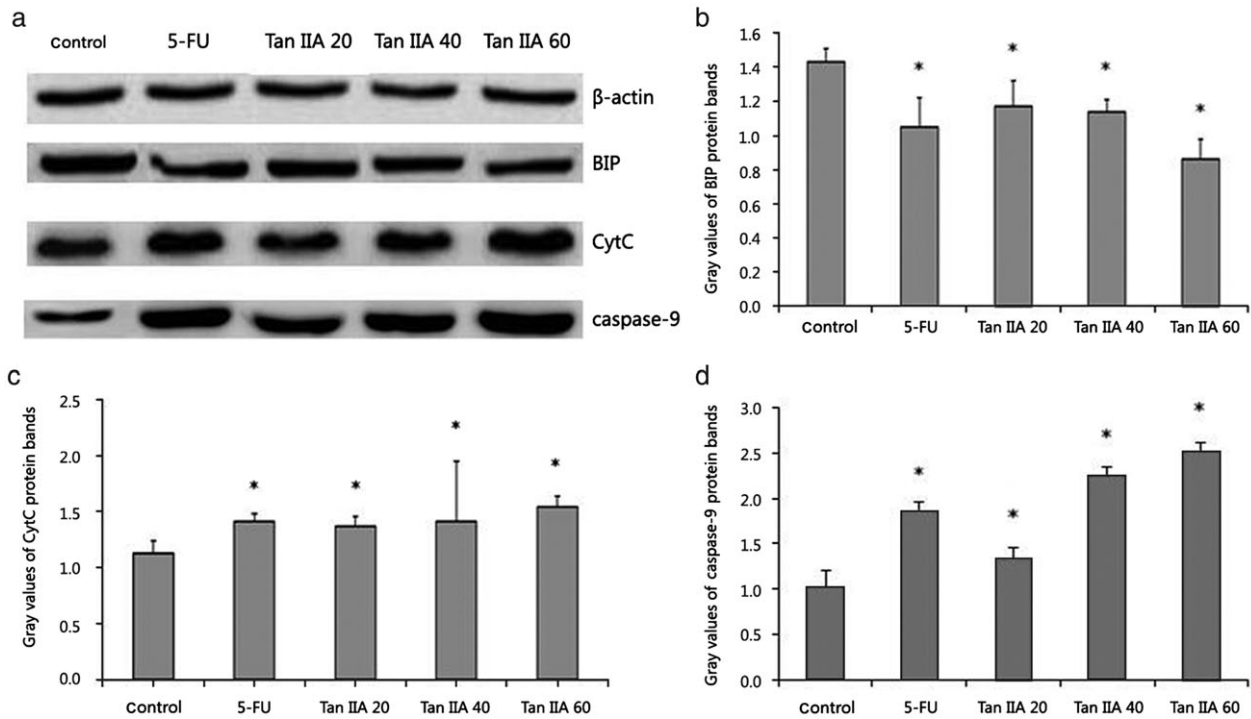 a
Control 5-FU Tan IIA 20 Tan IIA 40 Tan IIA 60
β-actin
BIP
CytC
caspase-9
b
Gray values of BIP protein bands
1.6
1.4
1.2
1.0
0.8
0.6
0.4
0.2
0.0
* * * *
Control 5-FU Tan IIA 20 Tan IIA 40 Tan IIA 60
c
Gray values of CytC protein bands
2.5
2.0
1.5
1.0
0.5
0.0
* * * *
Control 5-FU Tan IIA 20 Tan IIA 40 Tan IIA 60
d
Gray values of caspase-9 protein bands
3.0
2.5
2.0
1.5
1.0
0.5
0.0
* * * *
Control 5-FU Tan IIA 20 Tan IIA 40 Tan IIA 60